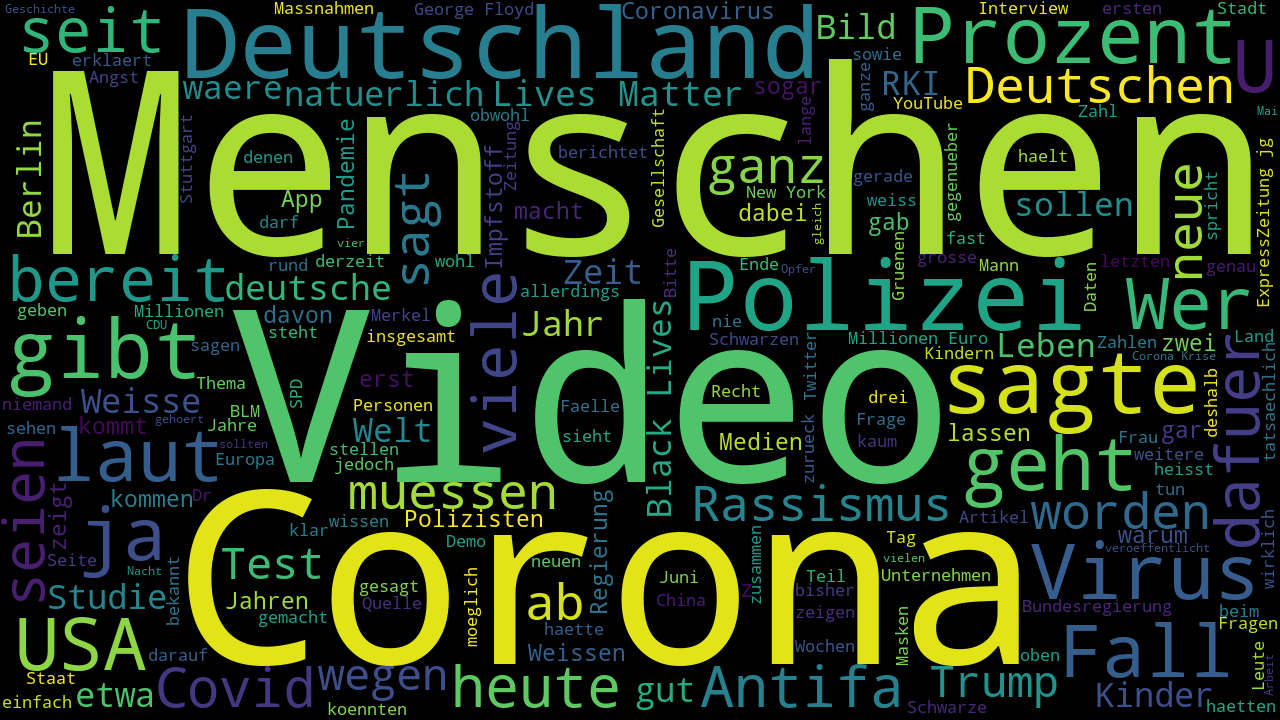 Geschichte
Massnahmen
George Floyd
Coronavirus
Interview
ersten
Stadt
seit
Deutschland
Bild
Prozent
U
EU
erklaert
Angst
waere
natuerlich
Lives Matter
sogar
sowie
ganze
RKI
Deutschen
YouTube
obwohl
lange
Zahl
Mai
Menschen
Berlin
Stuttgart
denen
App
darf
Pandemie
vier
sagt
Zeitung
Impfstoff
berichtet
macht
Gesellschaft
ganz
New York
dabei
gleich
gerade
weiss
gab
gegenueber
haelt
sollen
neue
spricht
ExpressZeitung jg
fast
bereit
rund
derzeit
wohl
deutsche
viele
Zeit
allerdings
Bitte
Ende
Opfer
Polizei
Gruenen
grosse
Mann
Daten
letzten
genau
Wer
geben
Millionen
CDU
davon
steht
Merkel
insgesamt
Jahr
nie
Schwarzen
Millionen Euro
Kindern
Leben
Zahlen
zwei
Land
Corona Krise
gibt
sagen
Video
Thema
SPD
erst
Personen
Welt
Faelle
sieht
Black Lives
Recht
Medien
zurueck Twitter
drei
Frage
kaum
sagte
lassen
deshalb
dafuer
tatsaechlich
niemand
sehen
Weisse
kommt
gehoert
BLM
Jahre
sollten
Europa
stellen
jedoch
laut
geht
Frau
gar
weitere
heisst
seien
zeigt
kommen
Dr
muessen
klar
wissen
Polizisten
Rassismus
Artikel
tun
worden
warum
wirklich
veroeffentlicht
ja
Seite
Nacht
Test
Demo
neuen
Regierung
Tag
vielen
Unternehmen
Virus
Studie
bekannt
Jahren
gemacht
gesagt
Quelle
moeglich
ab
haette
Juni
China
Z
zusammen
Teil
bisher
zeigen
Wochen
Masken
Bundesregierung
beim
Fragen
Corona
USA
darauf
Staat
einfach
etwa
Covid
wegen
koennten
heute
Weissen
gut
Antifa
Trump
Schwarze
oben
Fall
Kinder
Leute
Arbeit
haetten